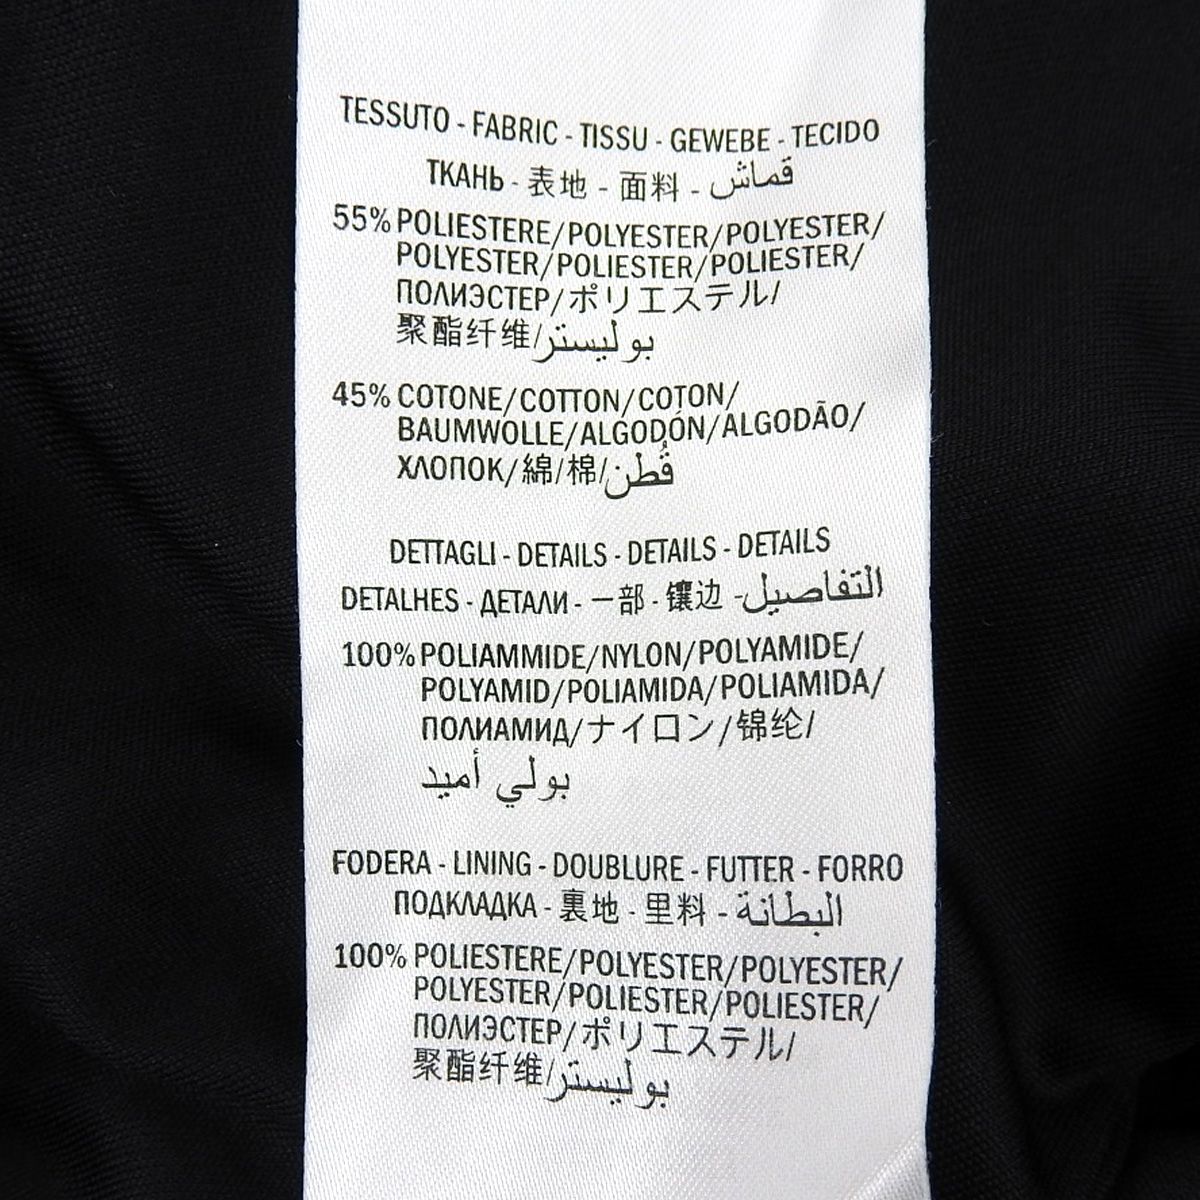 TESSUTO - FABRIC - TISSU - GEWEBE - TECIDO
ТКАНЬ - 表地 - 面料 - قماش
55% POLIESTERE/POLYESTER/POLYESTER/
POLYESTER/POLIESTER/POLIESTER/
ПОЛИЭСТЕР/ポリエステル/
聚酯纤维/بوليستر
45% COTONE/COTTON/COTON/
BAUMWOLLE/ALGODÓN/ALGODÃO/
ХЛОПОК/綿/棉/قُطن
DETTAGLI - DETAILS - DETAILS - DETAILS
DETALHES - ДЕТАЛИ - 一部 - 镶边 - التفاصيل
100% POLIAMMIDE/NYLON/POLYAMIDE/
POLYAMID/POLIAMIDA/POLIAMIDA/
ПОЛИАМИД/ナイロン/锦纶/
بولي أميد
FODERA - LINING - DOUBLURE - FUTTER - FORRO
ПОДКЛАДКА - 裏地 - 里料 - البطانة
100% POLIESTERE/POLYESTER/POLYESTER/
POLYESTER/POLIESTER/POLIESTER/
ПОЛИЭСТЕР/ポリエステル/
聚酯纤维/بوليستر